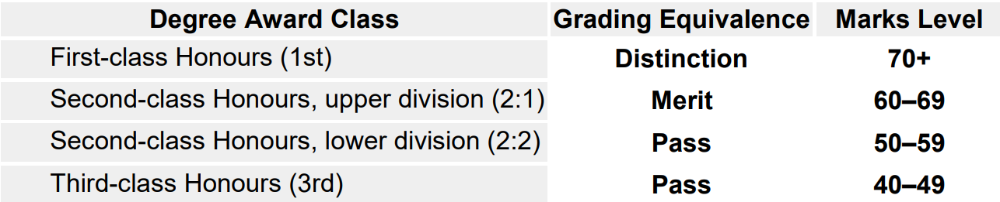 Degree Award Class Grading Equivalence Marks Level
First-class Honours (1st) Distinction 70+
Second-class Honours, upper division (2:1) Merit 60–69
Second-class Honours, lower division (2:2) Pass 50–59
Third-class Honours (3rd) Pass 40–49